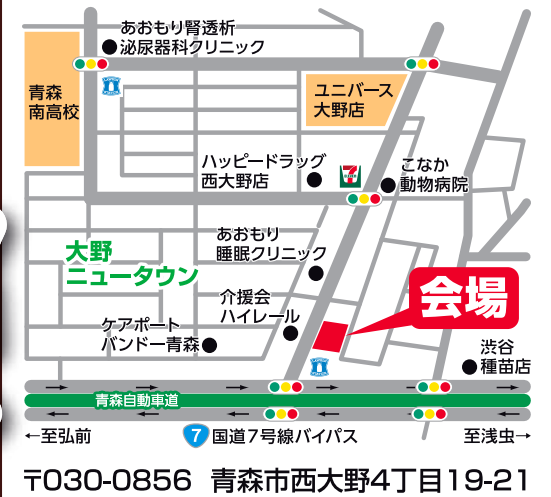 あおもり腎透析
泌尿器科クリニック
青森
南高校
ユニバース
大野店
ハッピードラッグ
西大野店
7
こなか
動物病院
あおもり
睡眠クリニック
大野
ニュータウン
会場
介援会
ハイレール
ケアポート
バンドー青森
渋谷
種苗店
青森自動車道
←至弘前
7
国道7号線バイパス
至浅虫→
〒030-0856 青森市西大野4丁目19-21